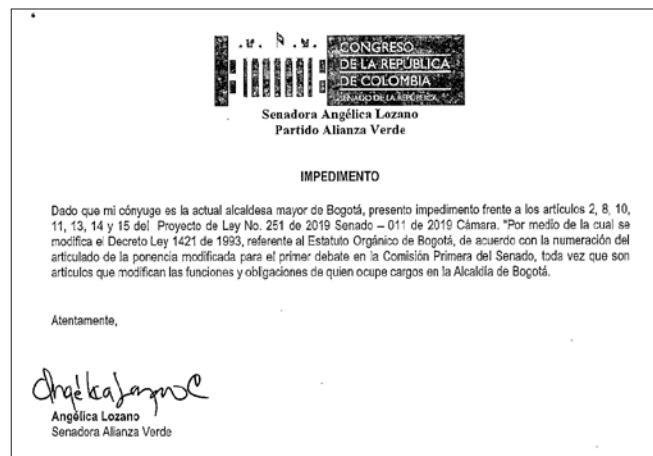 CONGRESO
DE LA REPÚBLICA
DE COLOMBIA
SENADO DE LA REPÚBLICA
Senadora Angélica Lozano
Partido Alianza Verde
IMPEDIMENTO
Dado que mi cónyuge es la actual alcaldesa mayor de Bogotá, presento impedimento frente a los artículos 2, 8, 10,
11, 13, 14 y 15 del Proyecto de Ley No. 251 de 2019 Senado – 011 de 2019 Cámara. "Por medio de la cual se
modifica el Decreto Ley 1421 de 1993, referente al Estatuto Orgánico de Bogotá, de acuerdo con la numeración del
articulado de la ponencia modificada para el primer debate en la Comisión Primera del Senado, toda vez que son
artículos que modifican las funciones y obligaciones de quien ocupe cargos en la Alcaldía de Bogotá.
Atentamente,
Angélica Lozano C
Angélica Lozano
Senadora Alianza Verde